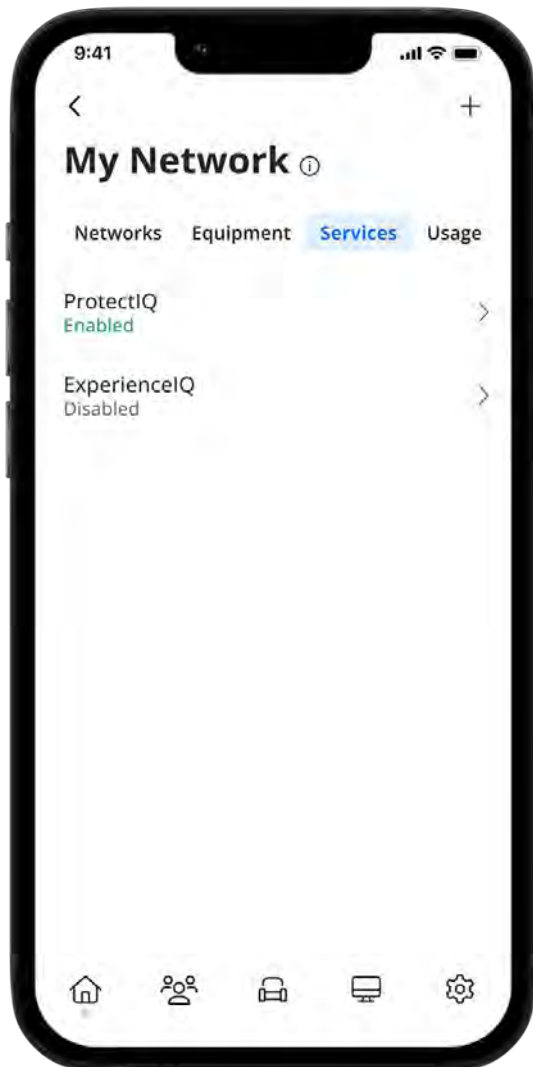 9:41
My Network
Networks Equipment Services Usage
ProtectIQ
Enabled
ExperienceIQ
Disabled